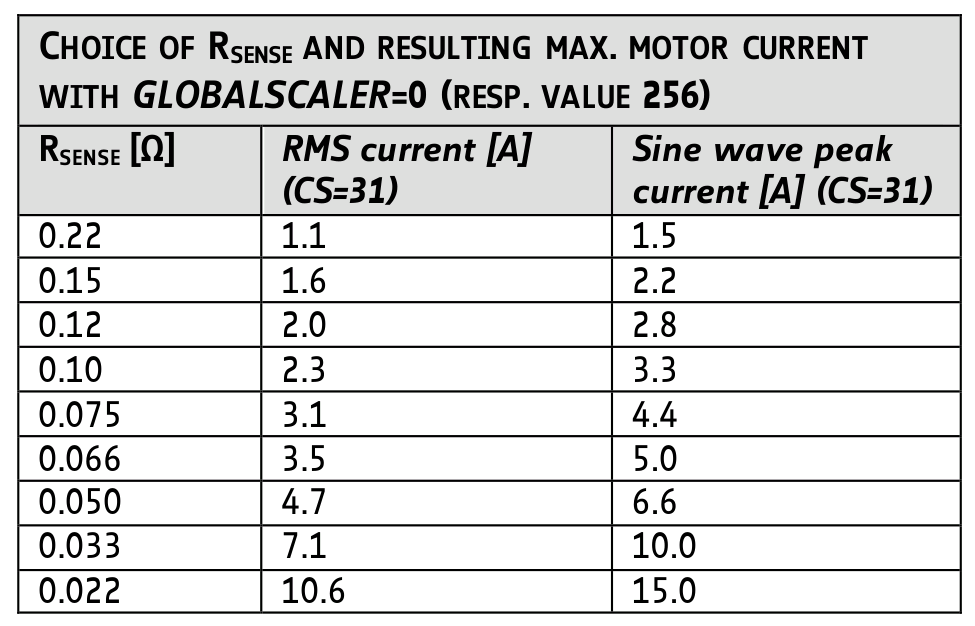 CHOICE OF RSENSE AND RESULTING MAX. MOTOR CURRENT
WITH GLOBALSCALER=0 (RESP. VALUE 256)
RSENSE [Ω] RMS current [A] (CS=31) Sine wave peak current [A] (CS=31)
0.22 1.1 1.5
0.15 1.6 2.2
0.12 2.0 2.8
0.10 2.3 3.3
0.075 3.1 4.4
0.066 3.5 5.0
0.050 4.7 6.6
0.033 7.1 10.0
0.022 10.6 15.0